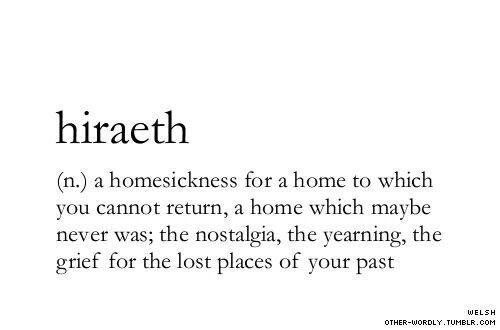 hiraeth
(n.) a homesickness for a home to which
you cannot return, a home which maybe
never was; the nostalgia, the yearning, the
grief for the lost places of your past
WELSH
OTHER-WORDLY.TUMBLR.COM